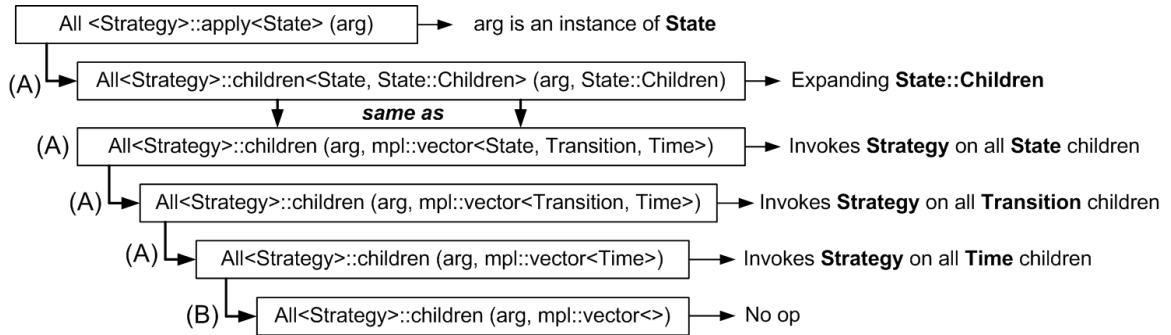 All <Strategy>::apply<State> (arg) arg is an instance of State
(A) All<Strategy>::children<State, State::Children> (arg, State::Children) Expanding State::Children
same as
(A) All<Strategy>::children (arg, mpl::vector<State, Transition, Time>) Invokes Strategy on all State children
(A) All<Strategy>::children (arg, mpl::vector<Transition, Time>) Invokes Strategy on all Transition children
(A) All<Strategy>::children (arg, mpl::vector<Time>) Invokes Strategy on all Time children
(B) All<Strategy>::children (arg, mpl::vector<>) No op